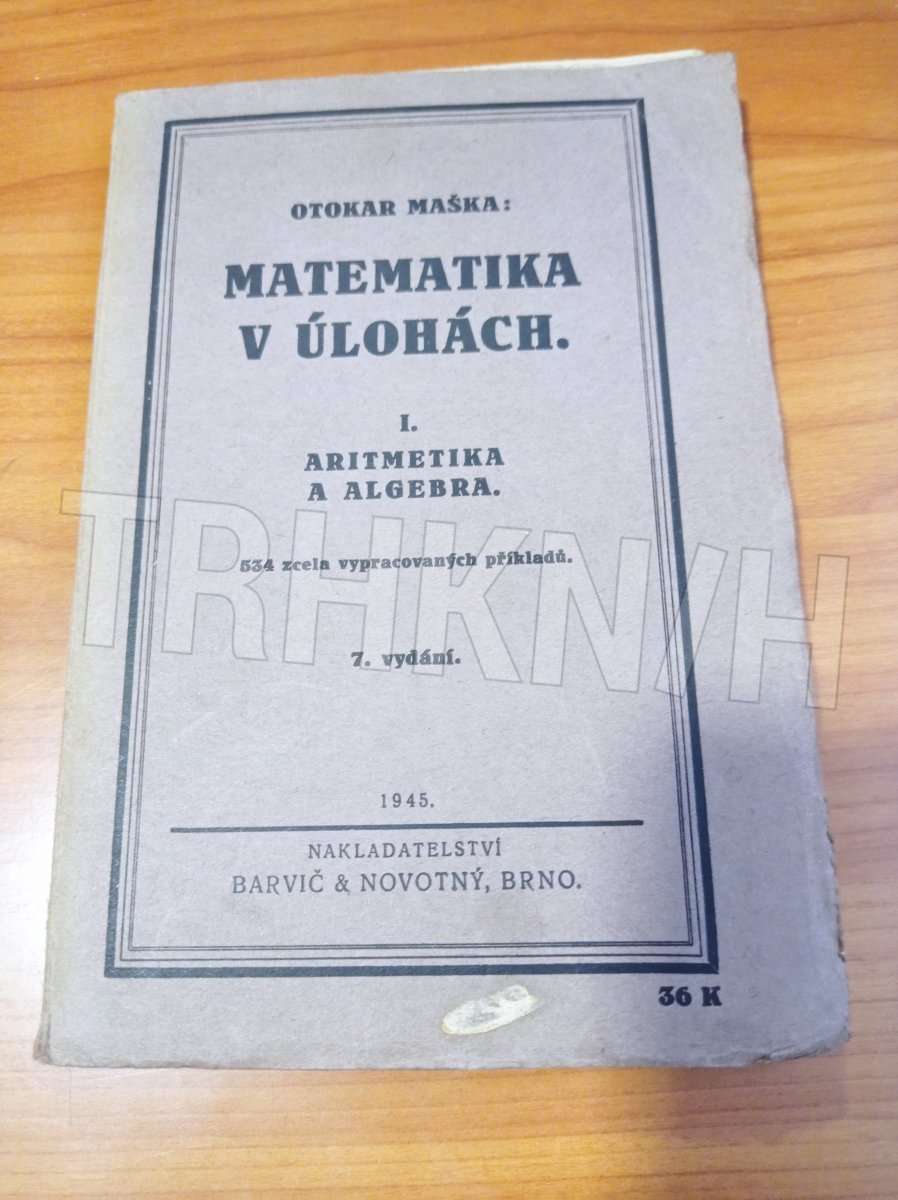 OTOKAR MAŠKA:
MATEMATIKA
V ÚLOHÁCH.
I.
ARITMETIKA
A ALGEBRA.
534 zcela vypracovaných příkladů.
TRHKNIH
7. vydání.
1945.
NAKLADATELSTVÍ
BARVIČ & NOVOTNÝ, BRNO.
36 K